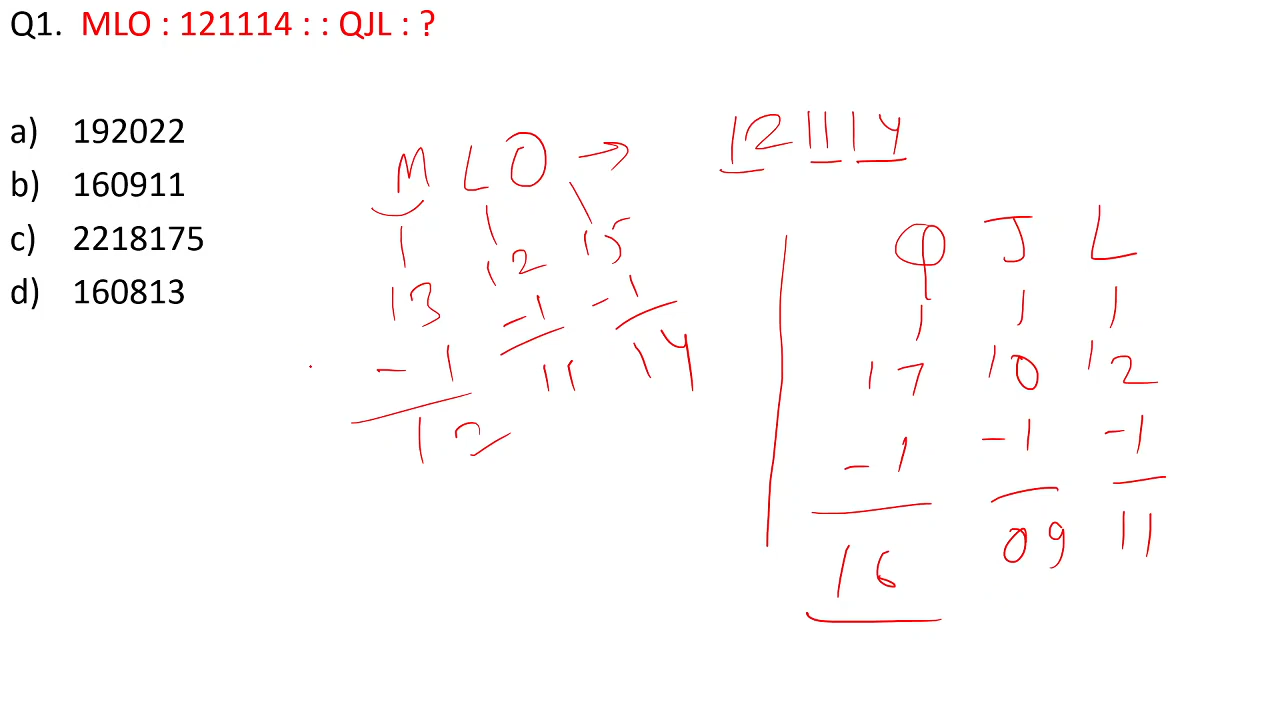 Q1. MLO : 121114 : : QJL : ?
a) 192022
b) 160911
c) 2218175
d) 160813
M L O → 12 11 14
13 12 15
-1 -1 -1
12 11 14
Q J L
17 10 12
-1 -1 -1
16 09 11